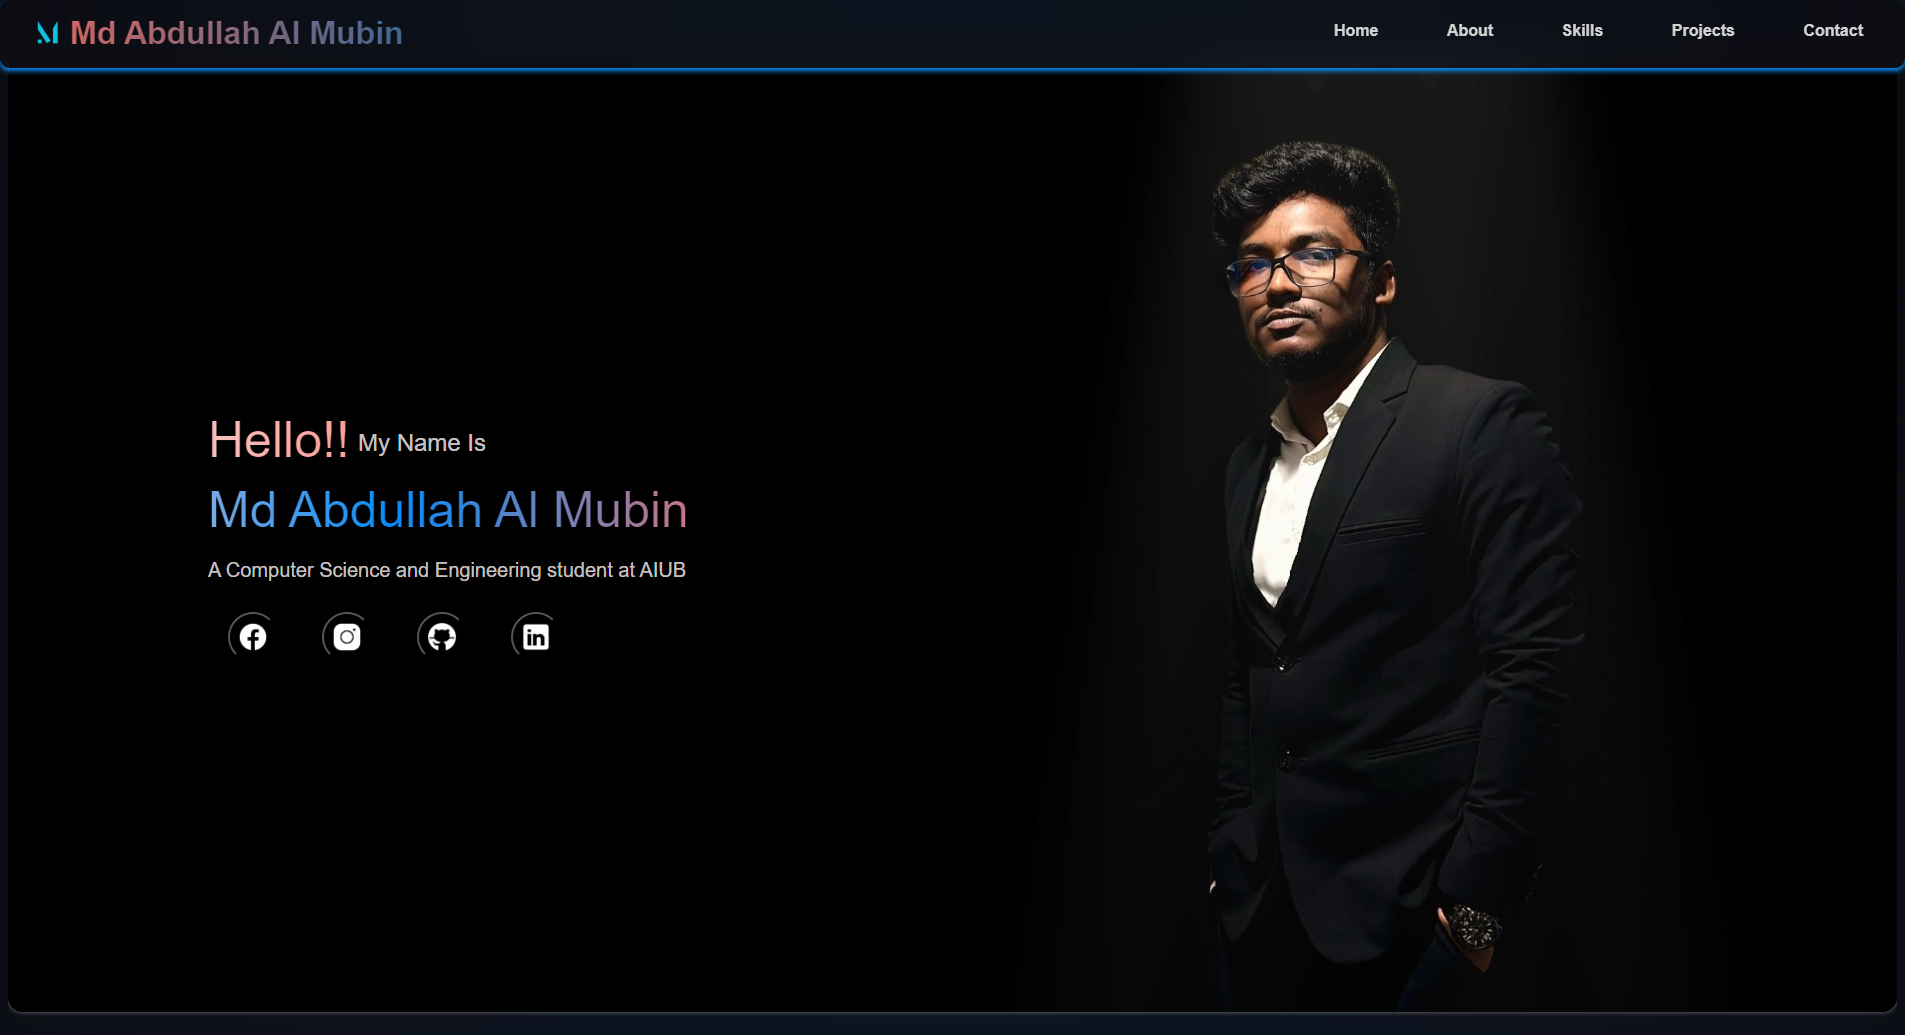 Md Abdullah Al Mubin
Home About Skills Projects Contact
Hello!! My Name Is
Md Abdullah Al Mubin
A Computer Science and Engineering student at AIUB